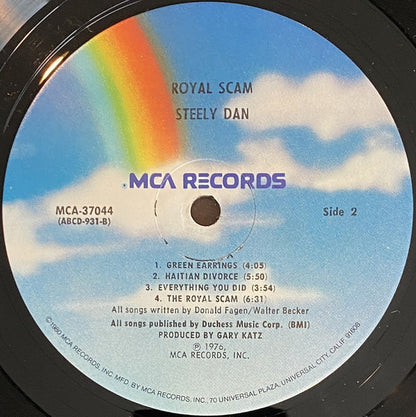 ROYAL SCAM
STEELY DAN
MCA RECORDS
MCA-37044
(ABCD-931-B)
Side 2
1. GREEN EARRINGS (4:05)
2. HAITIAN DIVORCE (5:50)
3. EVERYTHING YOU DID (3:54)
4. THE ROYAL SCAM (6:31)
All songs written by Donald Fagen/Walter Becker
All songs published by Duchess Music Corp. (BMI)
PRODUCED BY GARY KATZ
℗ 1976,
MCA RECORDS, INC.
©1980 MCA RECORDS, INC. MFD BY MCA RECORDS, INC., 70 UNIVERSAL PLAZA, UNIVERSAL CITY, CALIF. 91608